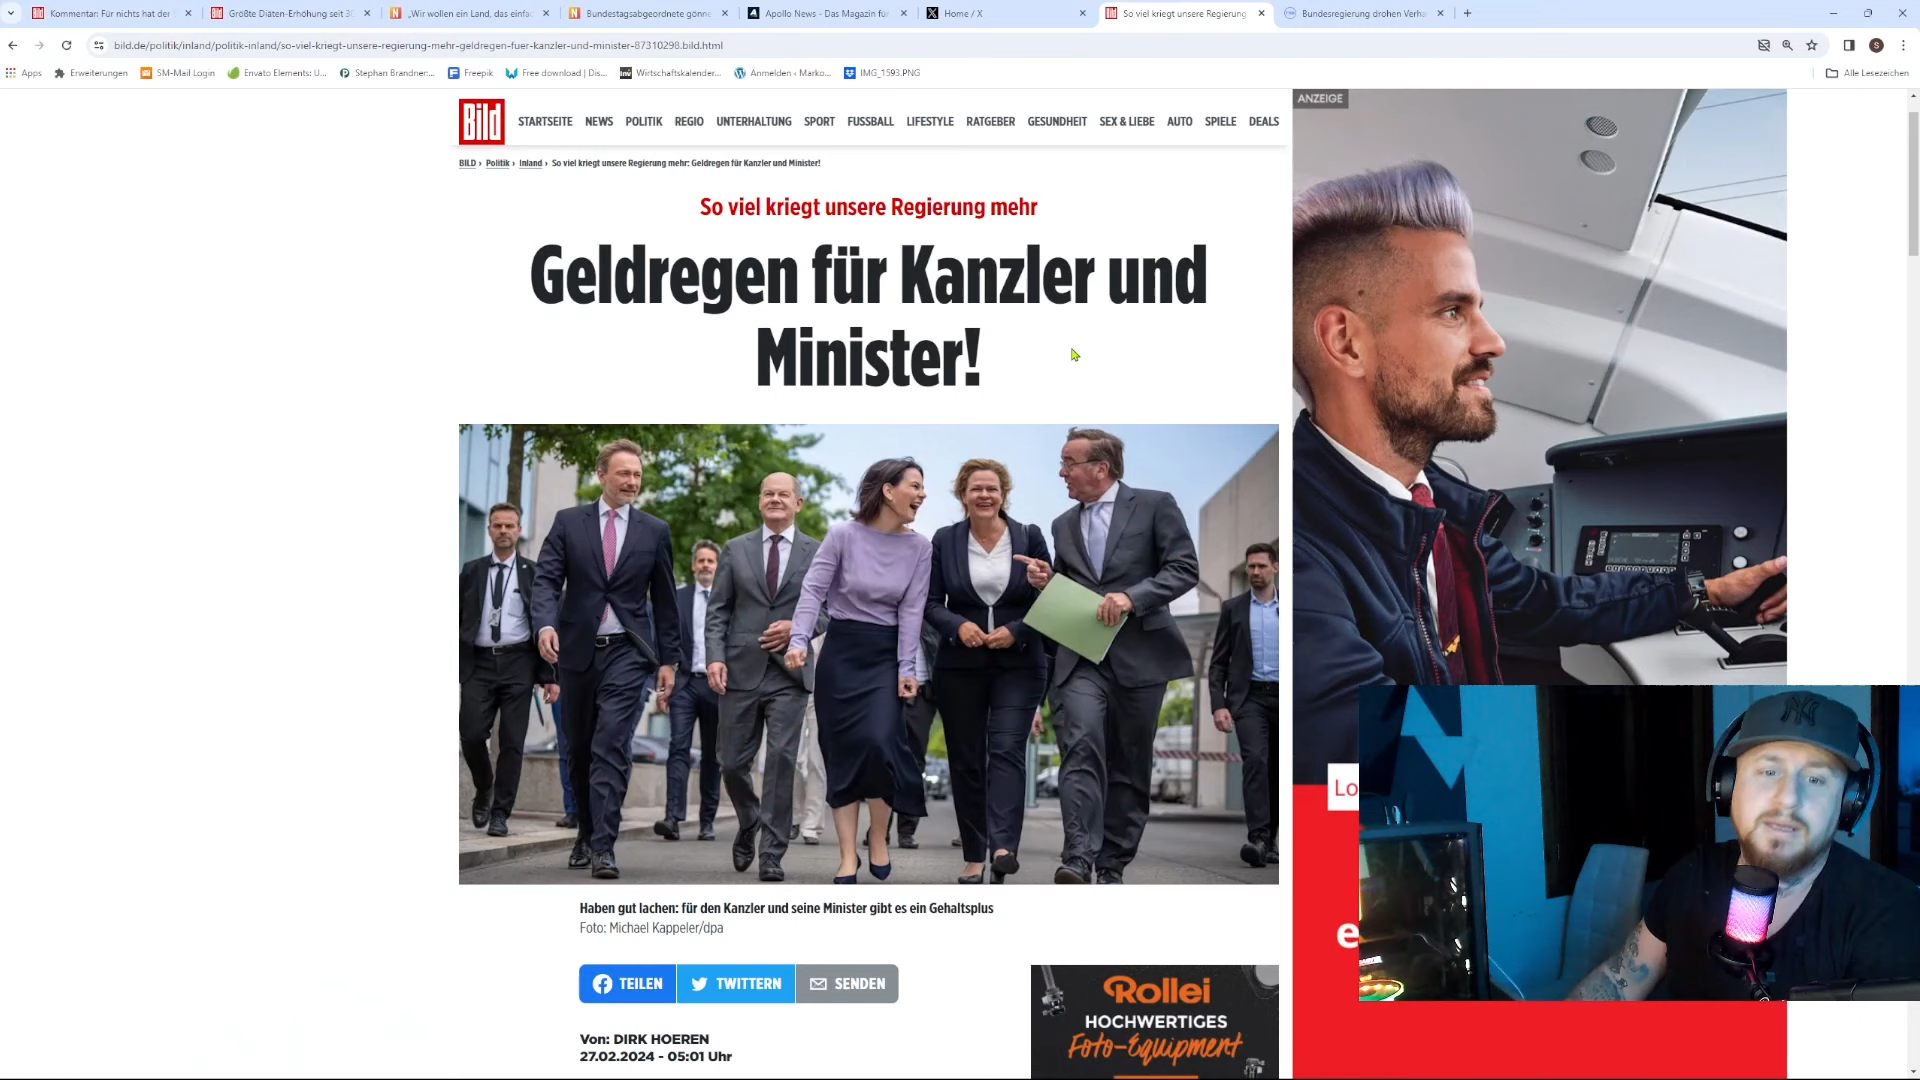 Kommentar: Für nichts hat der
Größte Diäten-Erhöhung seit 30
„Wir wollen ein Land, das einfa
Bundestagsabgeordnete gönne
Apollo News - Das Magazin für
Home / X
So viel kriegt unsere Regierung
Bundesregierung drohen Verha
bild.de/politik/inland/politik-inland/so-viel-kriegt-unsere-regierung-mehr-geldregen-fuer-kanzler-und-minister-87310298.bild.html
S
Apps
Erweiterungen
SM-Mail Login
Envato Elements: U...
Stephan Brandner:...
Freepik
Free download | Dis...
Wirtschaftskalender...
Anmelden ‹ Marko...
IMG_1593.PNG
Alle Lesezeichen
Bild
STARTSEITE NEWS POLITIK REGIO UNTERHALTUNG SPORT FUSSBALL LIFESTYLE RATGEBER GESUNDHEIT SEX & LIEBE AUTO SPIELE DEALS
ANZEIGE
BILD › Politik › Inland › So viel kriegt unsere Regierung mehr: Geldregen für Kanzler und Minister!
So viel kriegt unsere Regierung mehr
Geldregen für Kanzler und
Minister!
Lo
e
Haben gut lachen: für den Kanzler und seine Minister gibt es ein Gehaltsplus
Foto: Michael Kappeler/dpa
TEILEN
TWITTERN
SENDEN
Von: DIRK HOEREN
27.02.2024 - 05:01 Uhr
Rollei
HOCHWERTIGES
Foto-Equipment